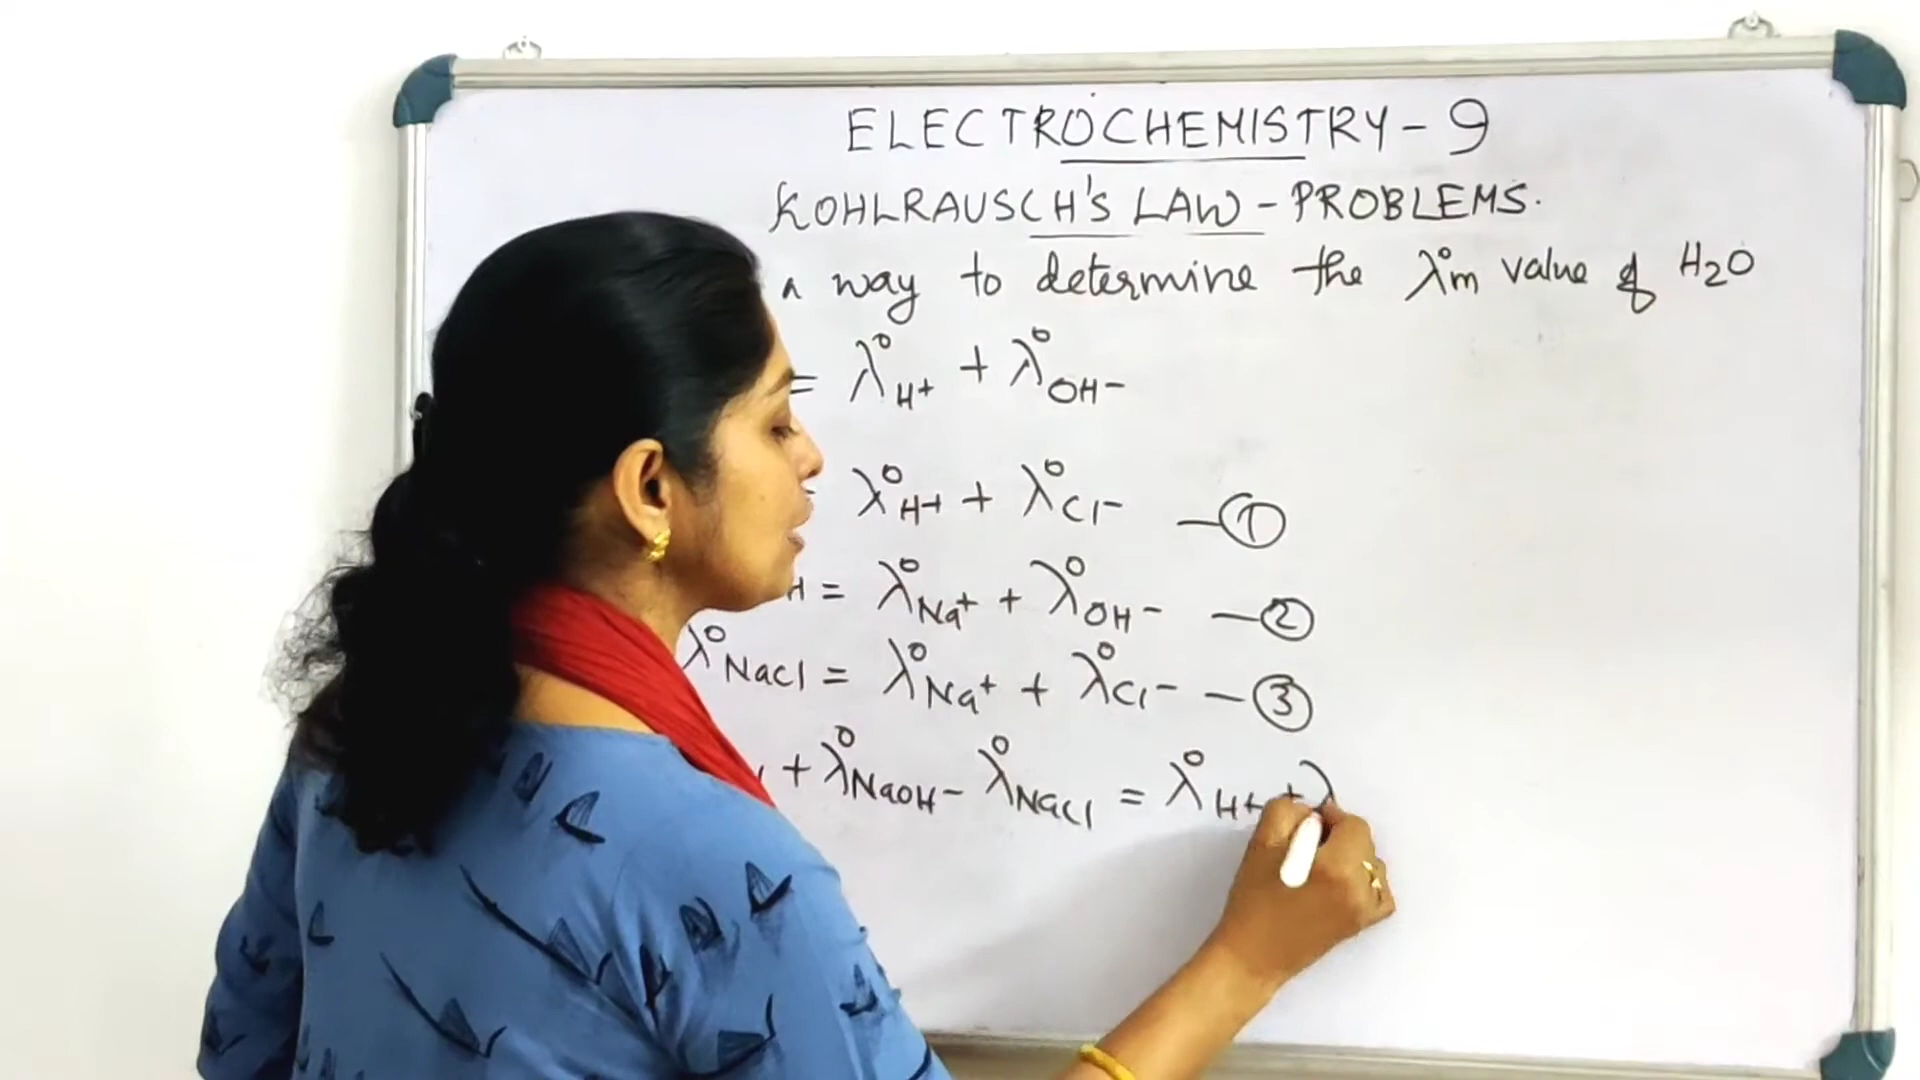 ELECTROCHEMISTRY - 9
KOHLRAUSCH'S LAW - PROBLEMS.
a way to determine the λ°m value of H2O
= λ°H+ + λ°OH-
λ°H+ + λ°Cl- — ①
H = λ°Na+ + λ°OH- — ②
λ°NaCl = λ°Na+ + λ°Cl- — ③
+ λ°NaOH - λ°NaCl = λ°H+ + λ